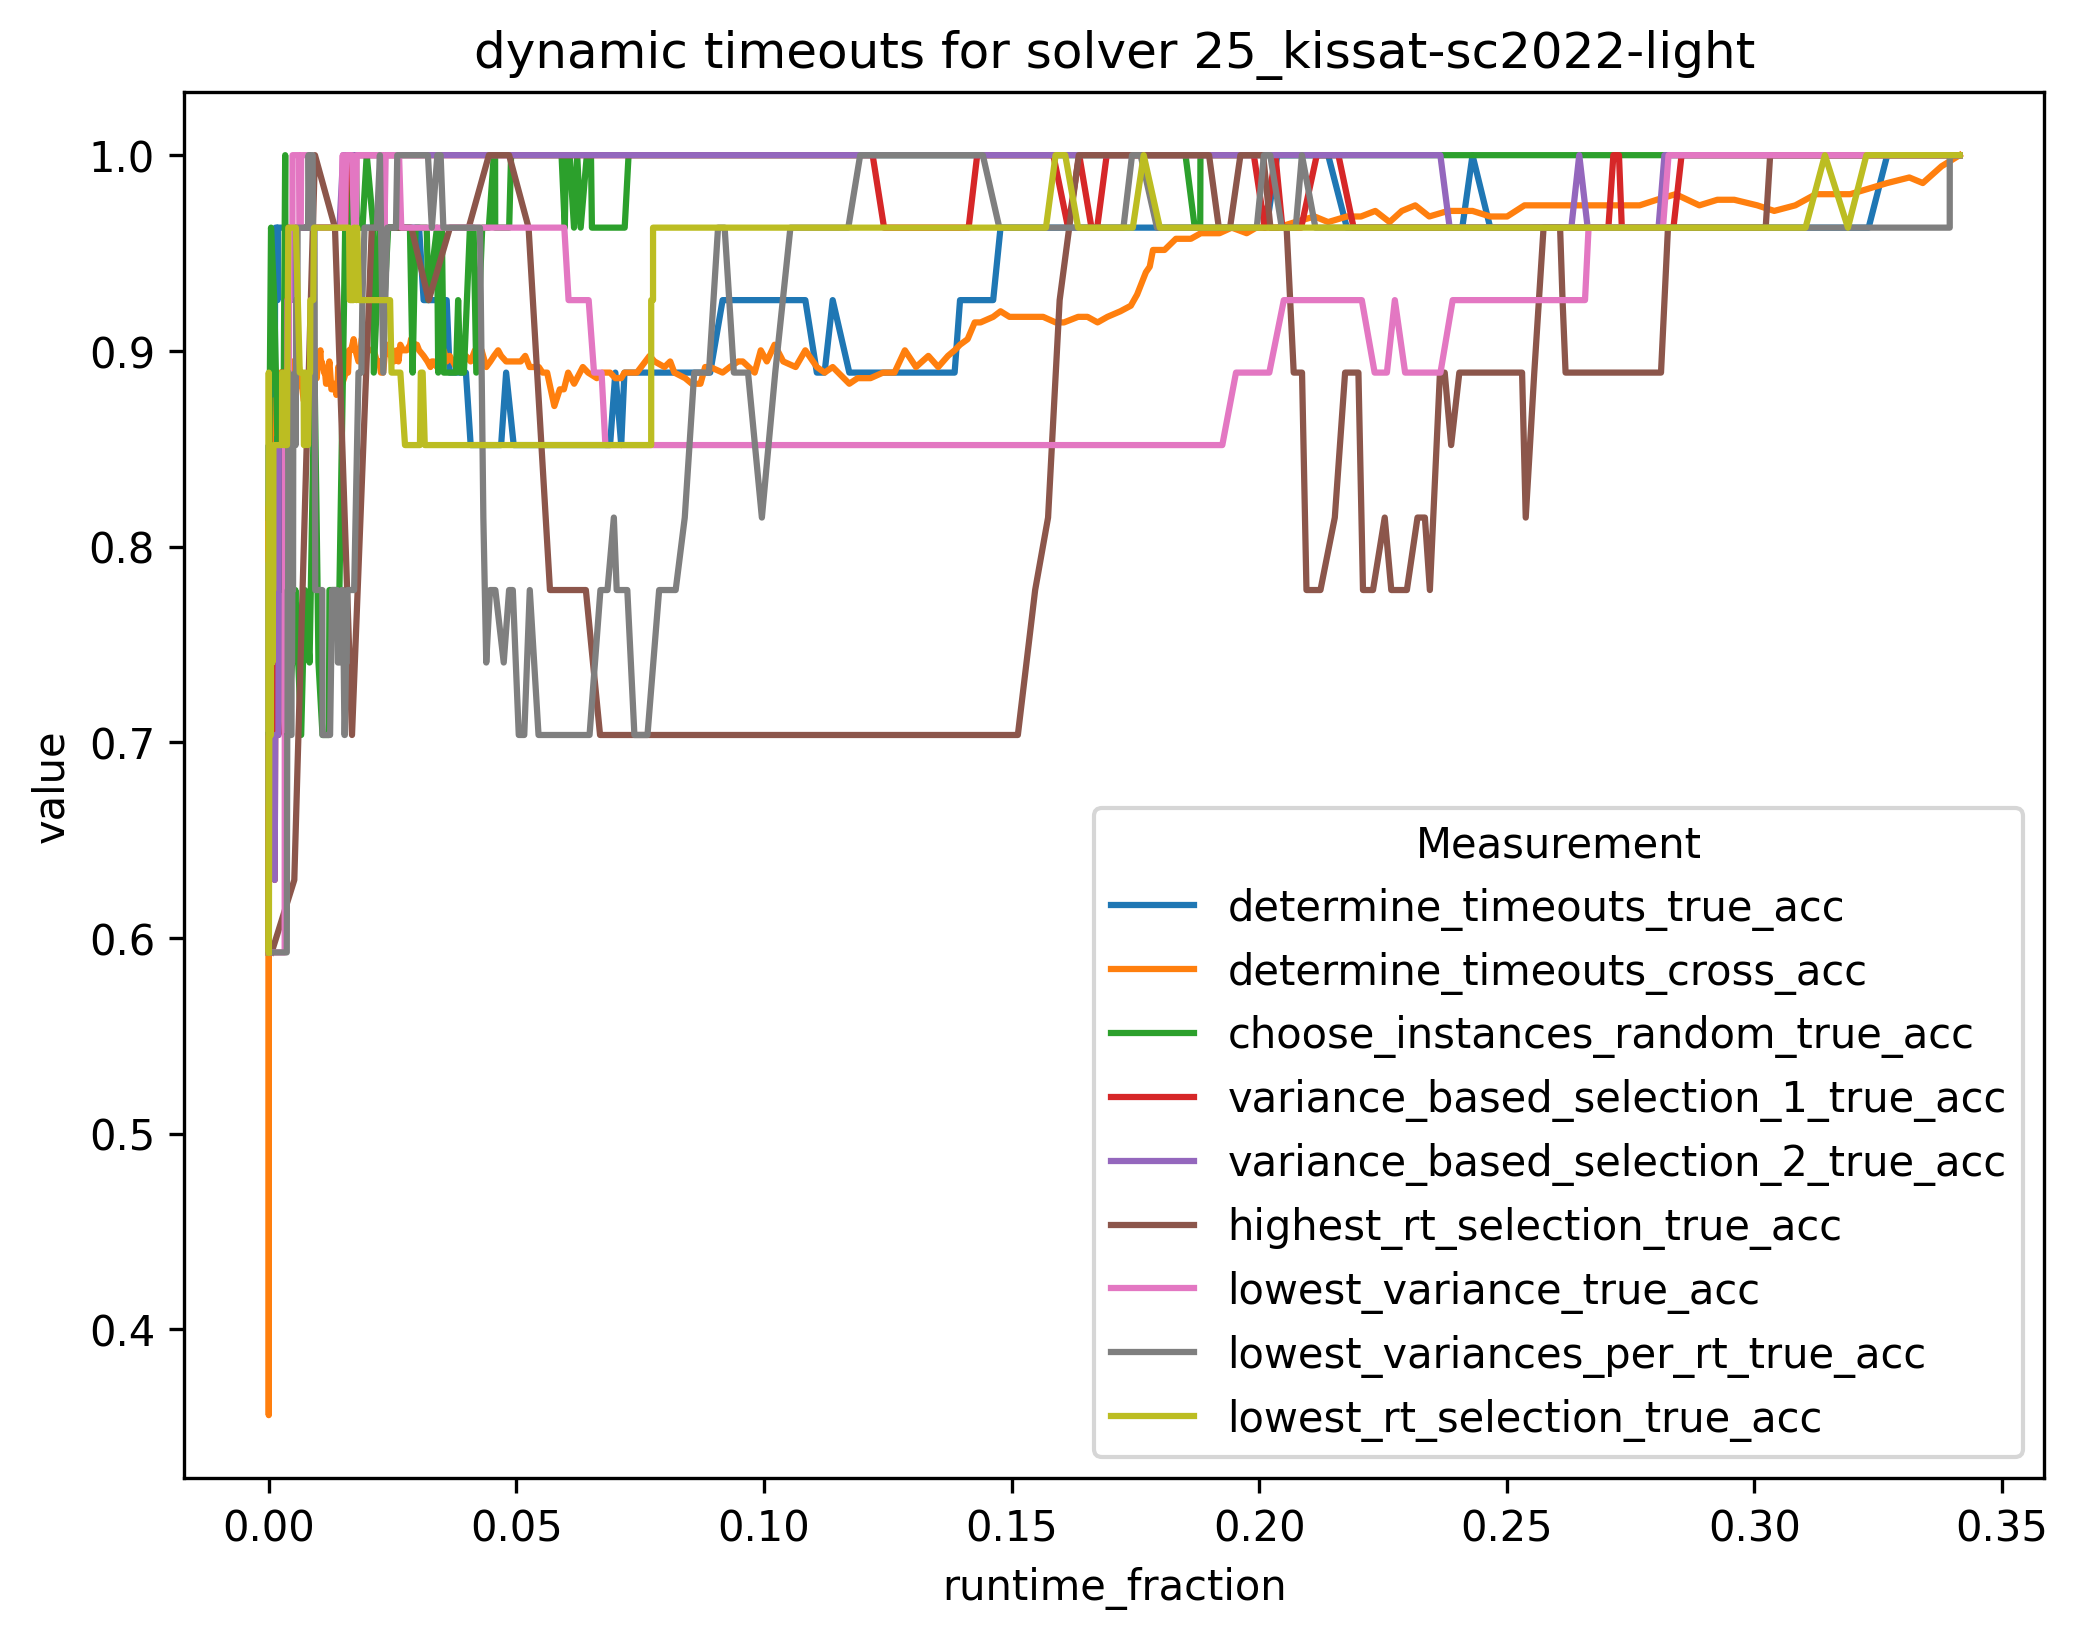 dynamic timeouts for solver 25_kissat-sc2022-light
1.0
0.9
0.8
0.7
0.6
0.5
0.4
value
Measurement
determine_timeouts_true_acc
determine_timeouts_cross_acc
choose_instances_random_true_acc
variance_based_selection_1_true_acc
variance_based_selection_2_true_acc
highest_rt_selection_true_acc
lowest_variance_true_acc
lowest_variances_per_rt_true_acc
lowest_rt_selection_true_acc
0.00 0.05 0.10 0.15 0.20 0.25 0.30 0.35
runtime_fraction